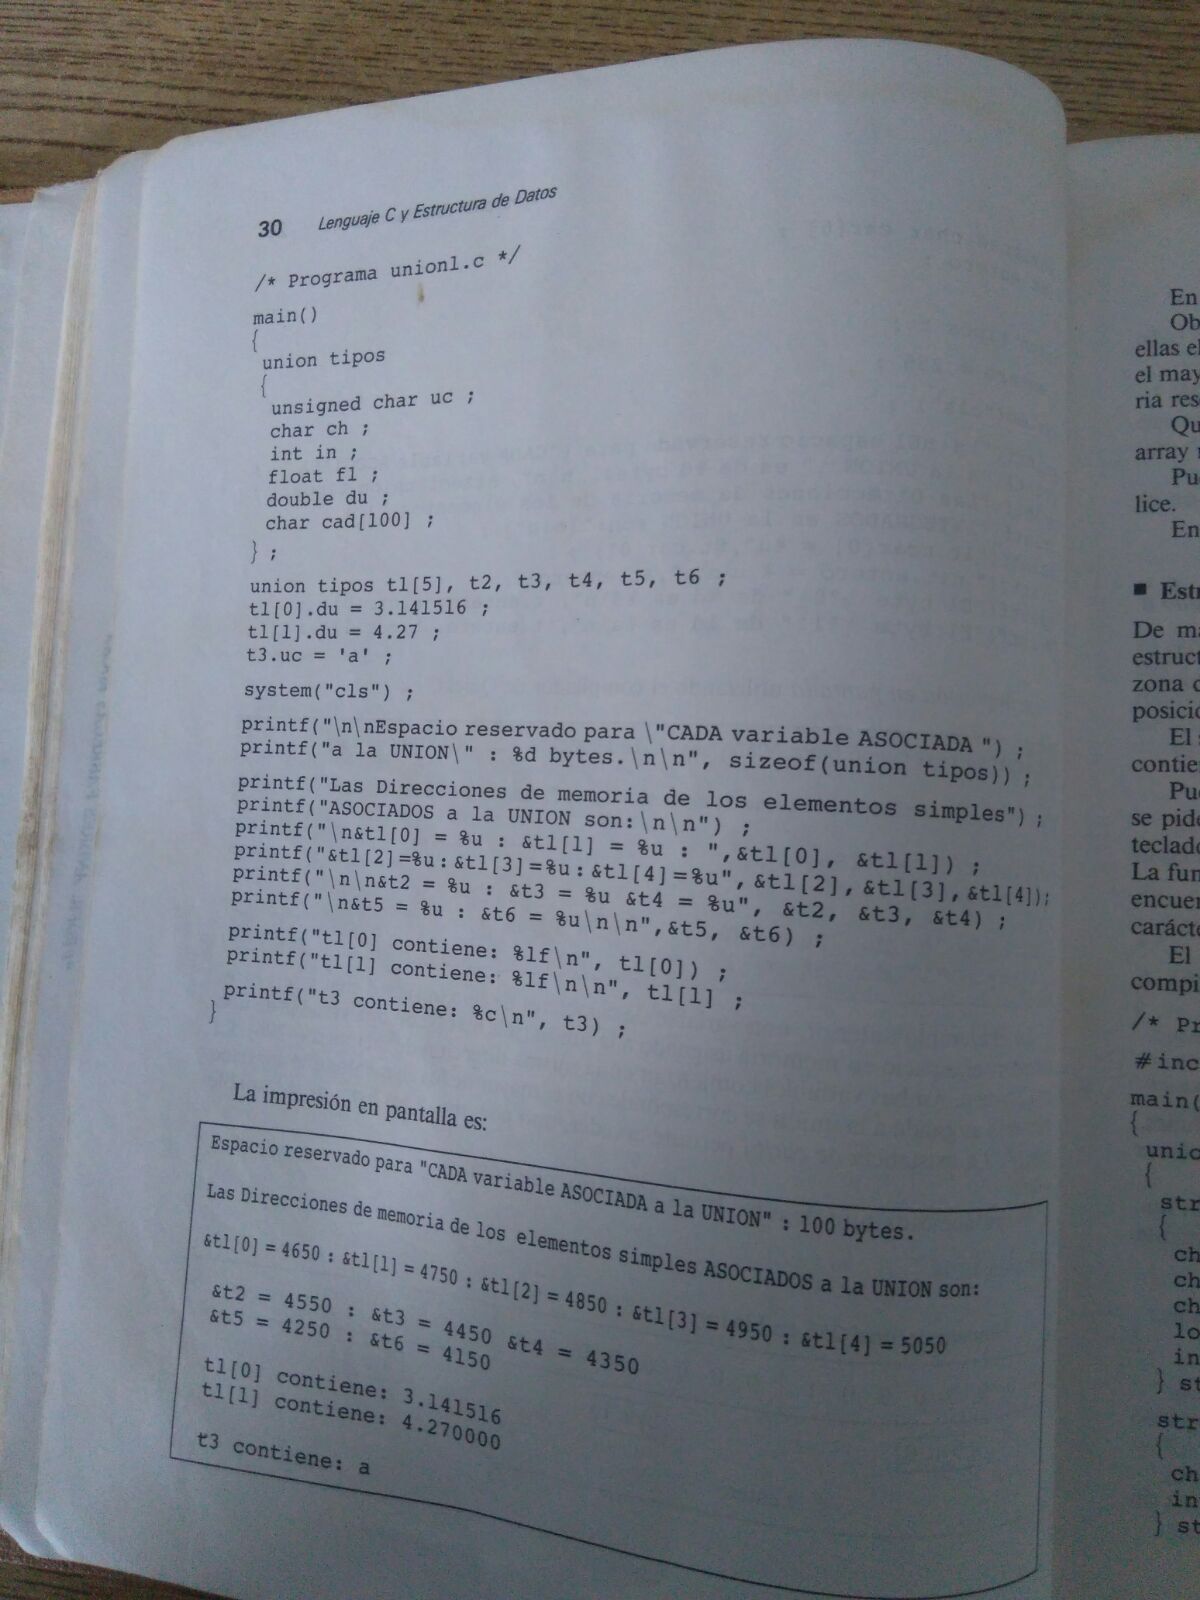 30 Lenguaje C y Estructura de Datos
/* Programa union1.c */
main()
{
union tipos
{
unsigned char uc ;
char ch ;
int in ;
float fl ;
double du ;
char cad[100] ;
} ;
union tipos t1[5], t2, t3, t4, t5, t6 ;
t1[0].du = 3.141516 ;
t1[1].du = 4.27 ;
t3.uc = 'a' ;
system("cls") ;
printf("\n\nEspacio reservado para \"CADA variable ASOCIADA ") ;
printf("a la UNION\" : %d bytes.\n\n", sizeof(union tipos)) ;
printf("Las Direcciones de memoria de los elementos simples") ;
printf("ASOCIADOS a la UNION son:\n\n") ;
printf("\n&t1[0] = %u : &t1[1] = %u : ",&t1[0], &t1[1]) ;
printf("&t1[2]=%u:&t1[3]=%u:&t1[4]=%u", &t1[2],&t1[3],&t1[4]);
printf("\n\n&t2 = %u : &t3 = %u &t4 = %u", &t2, &t3, &t4) ;
printf("\n&t5 = %u : &t6 = %u\n\n",&t5, &t6) ;
printf("t1[0] contiene: %lf\n", t1[0]) ;
printf("t1[1] contiene: %lf\n\n", t1[1] ;
printf("t3 contiene: %c\n", t3) ;
}
La impresión en pantalla es:
Espacio reservado para "CADA variable ASOCIADA a la UNION" : 100 bytes.
Las Direcciones de memoria de los elementos simples ASOCIADOS a la UNION son:
&t1[0] = 4650 : &t1[1] = 4750 : &t1[2] = 4850 : &t1[3] = 4950 : &t1[4] = 5050
&t2 = 4550 : &t3 = 4450 &t4 = 4350
&t5 = 4250 : &t6 = 4150
t1[0] contiene: 3.141516
t1[1] contiene: 4.270000
t3 contiene: a
En
Ob
ellas el
el may
ria res
Qu
array
Pu
lice.
En
■ Est
De ma
estruct
zona
posició
El
contie
Pu
se pide
teclado
La fun
encuen
carácte
El
compi
/* Pr
#inc
main(
{
unio
{
str
{
ch
ch
ch
lo
in
} st
str
{
ch
in
} st